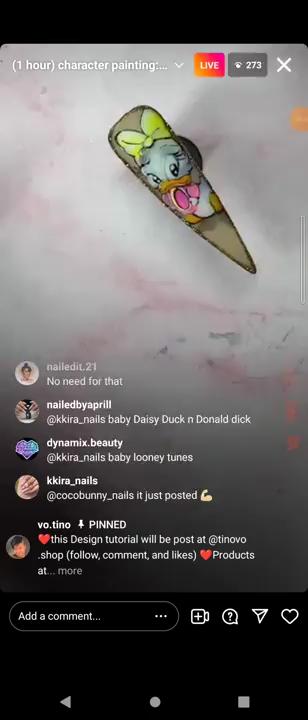 (1 hour) character painting:...
LIVE
273
nailedit.21
No need for that
nailedbyaprill
@kkira_nails baby Daisy Duck n Donald dick
dynamix.beauty
@kkira_nails baby looney tunes
kkira_nails
@cocobunny_nails it just posted 💪🏼
vo.tino PINNED
❤️this Design tutorial will be post at @tinovo
.shop (follow, comment, and likes) ❤️Products
at... more
Add a comment...